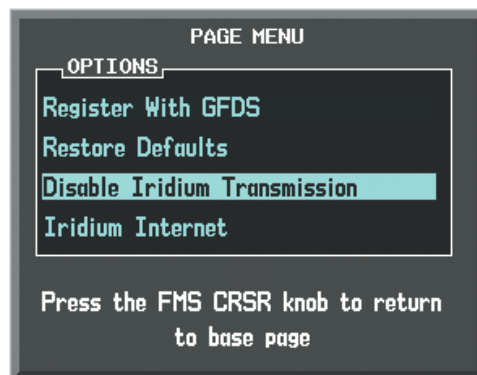 PAGE MENU
OPTIONS
Register With GFDS
Restore Defaults
Disable Iridium Transmission
Iridium Internet
Press the FMS CRSR knob to return
to base page